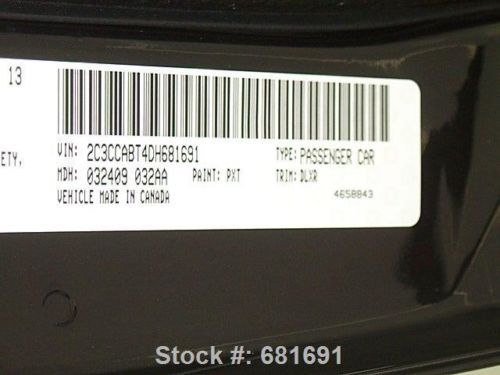 13
ETY,
VIN: 2C3CCABT4DH681691 TYPE: PASSENGER CAR
MDH: 032409 032AA PAINT: PXT TRIM: DLXR
VEHICLE MADE IN CANADA 4658843
Stock #: 681691